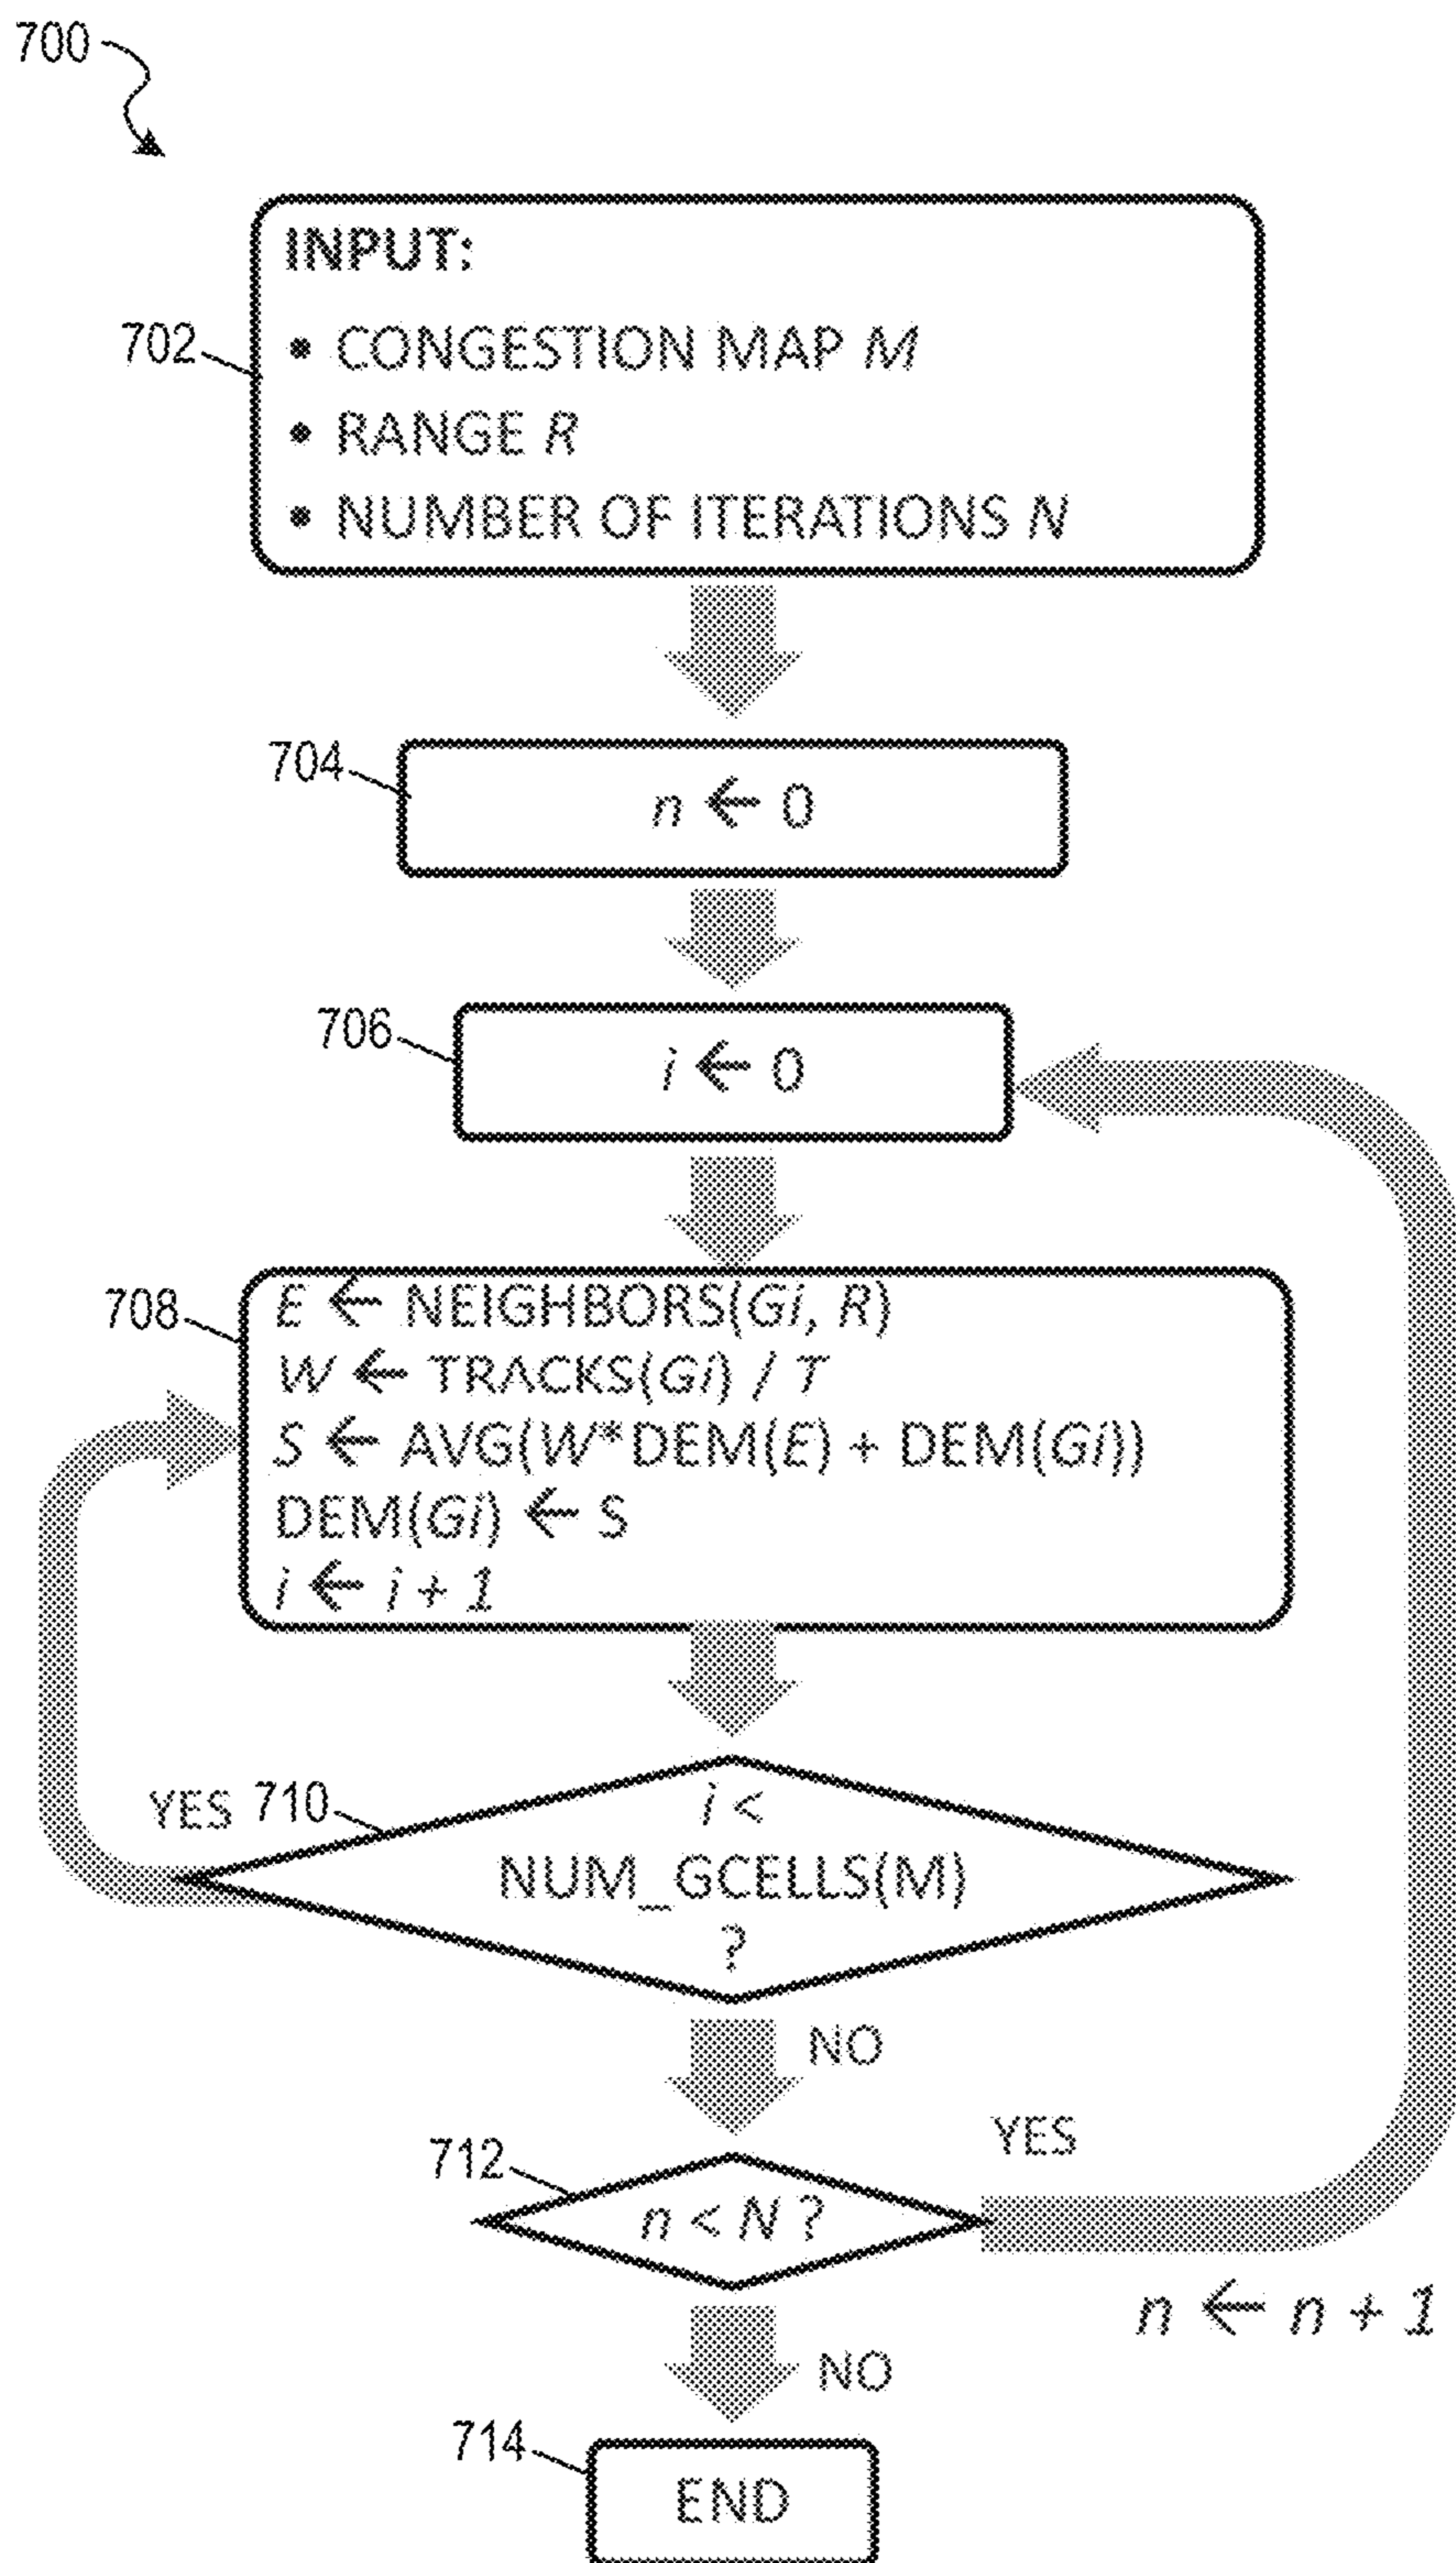 700
INPUT:
702
• CONGESTION MAP M
• RANGE R
• NUMBER OF ITERATIONS N
704
n ← 0
706
i ← 0
708
E ← NEIGHBORS(Gi, R)
W ← TRACKS(Gi) / T
S ← AVG(W*DEM(E) + DEM(Gi))
DEM(Gi) ← S
i ← i + 1
YES
710
i <
NUM_GCELLS(M)
?
NO
712
YES
n < N ?
n ← n + 1
NO
714
END